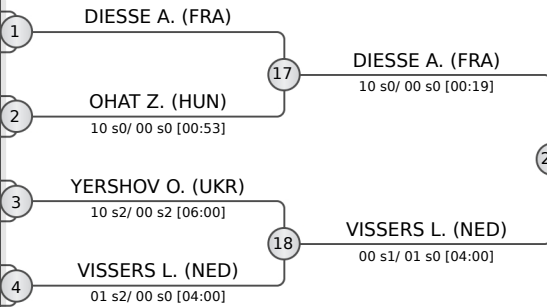 DIESSE A. (FRA)
1
17
DIESSE A. (FRA)
10 s0/ 00 s0 [00:19]
OHAT Z. (HUN)
2
10 s0/ 00 s0 [00:53]
2
YERSHOV O. (UKR)
3
10 s2/ 00 s2 [06:00]
18
VISSERS L. (NED)
00 s1/ 01 s0 [04:00]
VISSERS L. (NED)
4
01 s2/ 00 s0 [04:00]